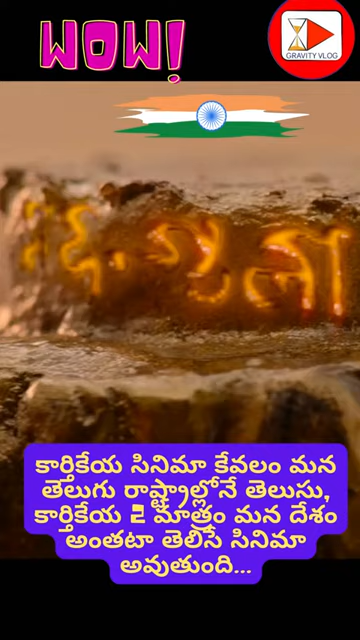 WOW!
GRAVITY VLOG
కార్తికేయ సినిమా కేవలం మన
తెలుగు రాష్ట్రాల్లోనే తెలుసు,
కార్తికేయ 2 మాత్రం మన దేశం
అంతటా తెలిసే సినిమా
అవుతుంది...